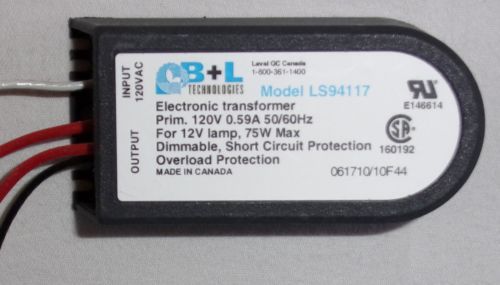 INPUT
120VAC
OUTPUT
B+L
TECHNOLOGIES
Laval QC Canada
1-800-361-1400
Model LS94117
Electronic transformer
Prim. 120V 0.59A 50/60Hz
For 12V lamp, 75W Max
Dimmable, Short Circuit Protection
Overload Protection
MADE IN CANADA
RU
E146614
SA
160192
061710/10F44